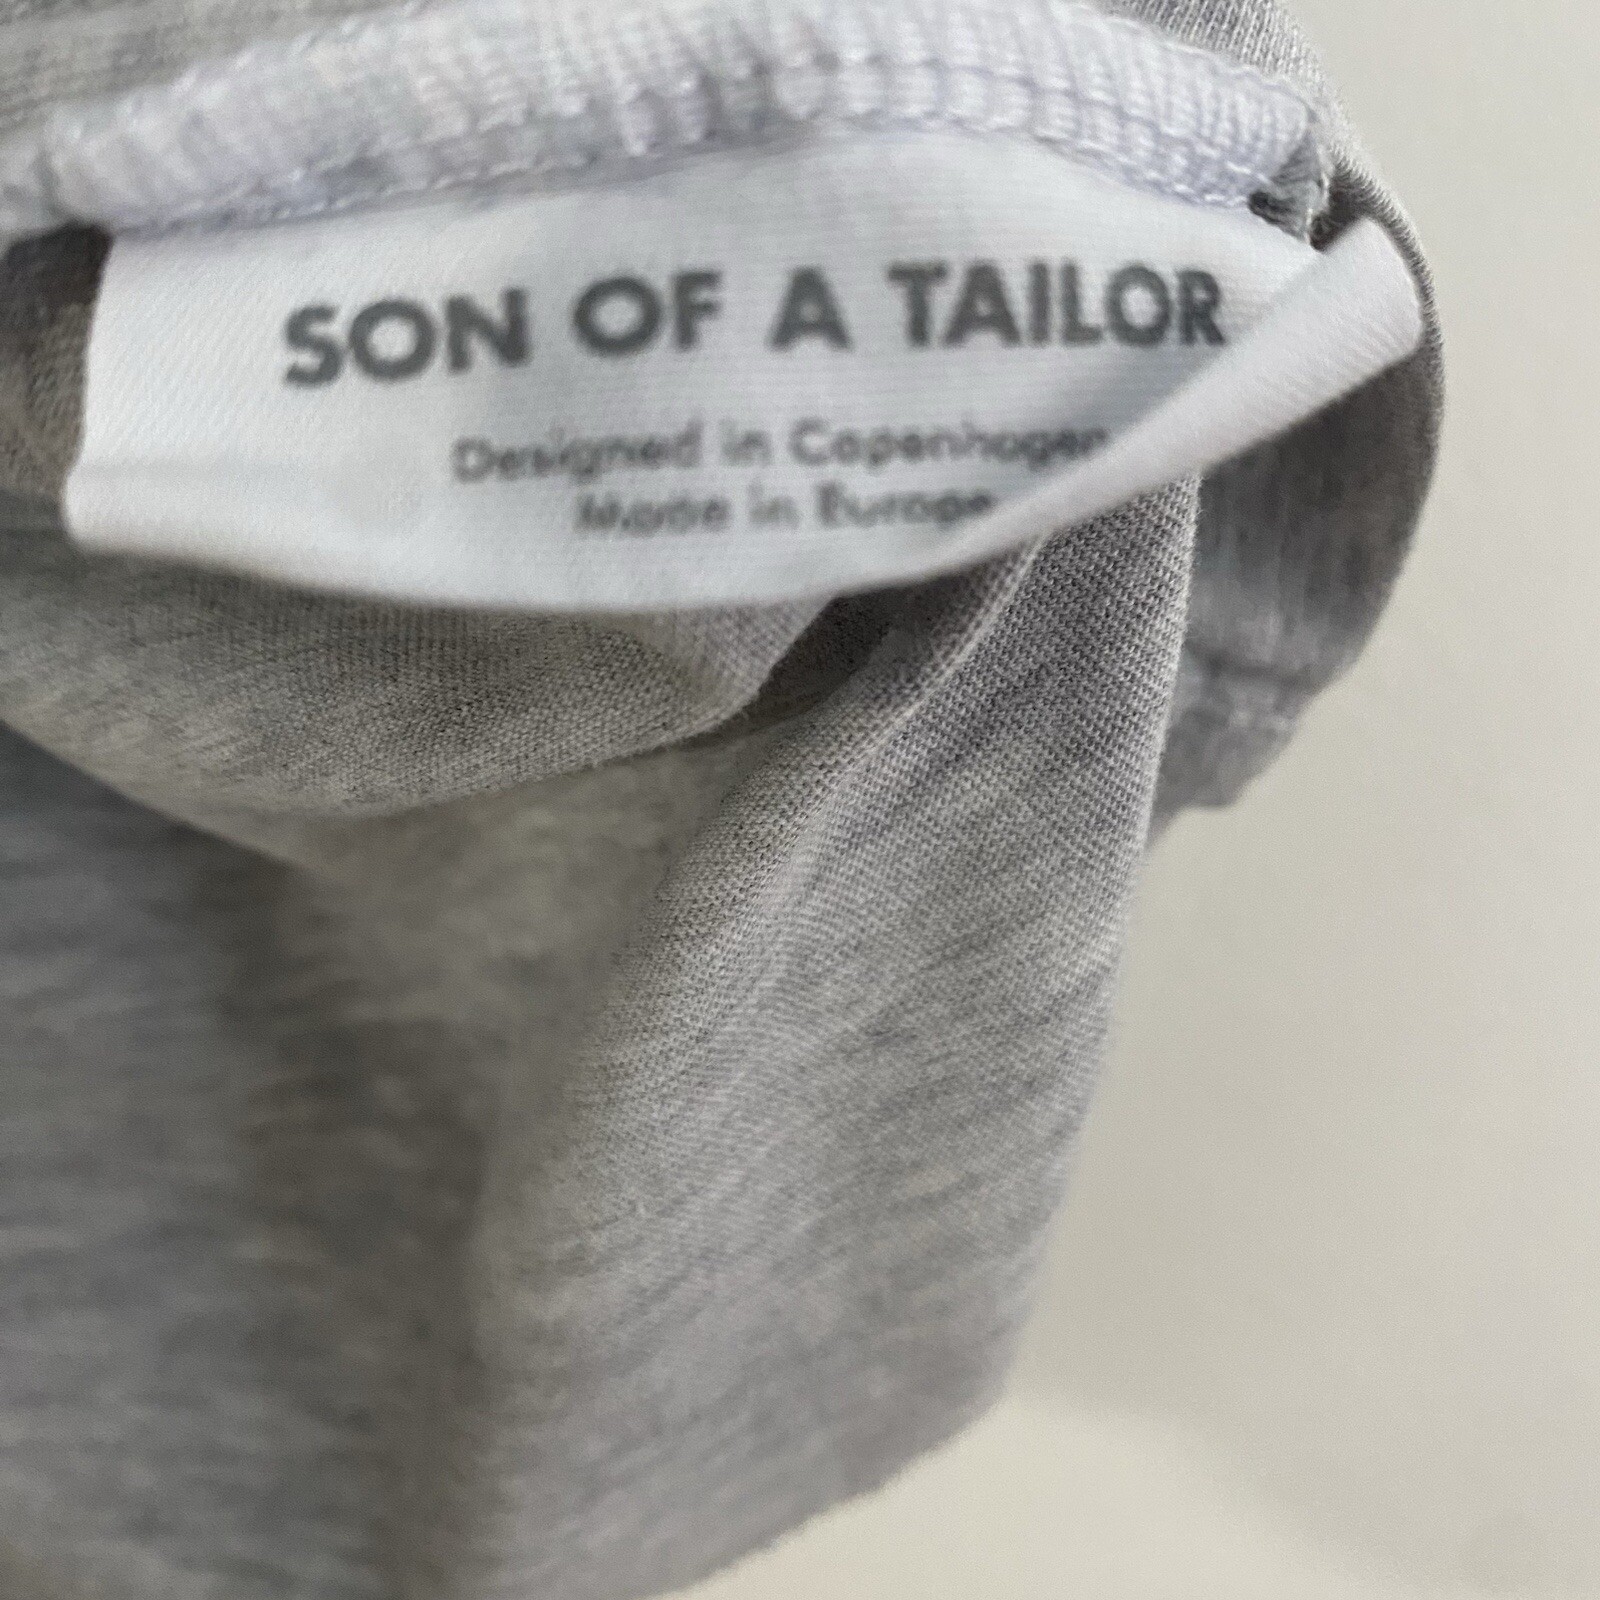 SON OF A TAILOR
Designed in Copenhagen
Made in Europe